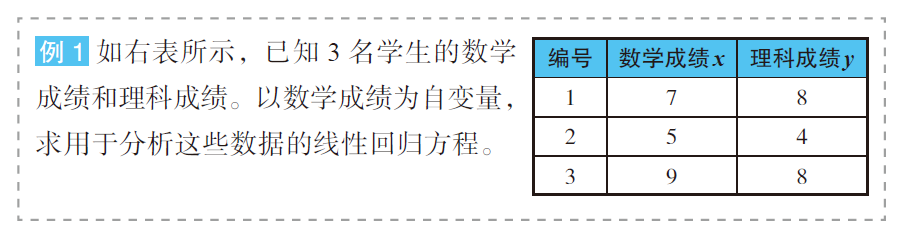 例 1 如右表所示，已知 3 名学生的数学
成绩和理科成绩。以数学成绩为自变量，
求用于分析这些数据的线性回归方程。
编号 数学成绩 x 理科成绩 y
1 7 8
2 5 4
3 9 8